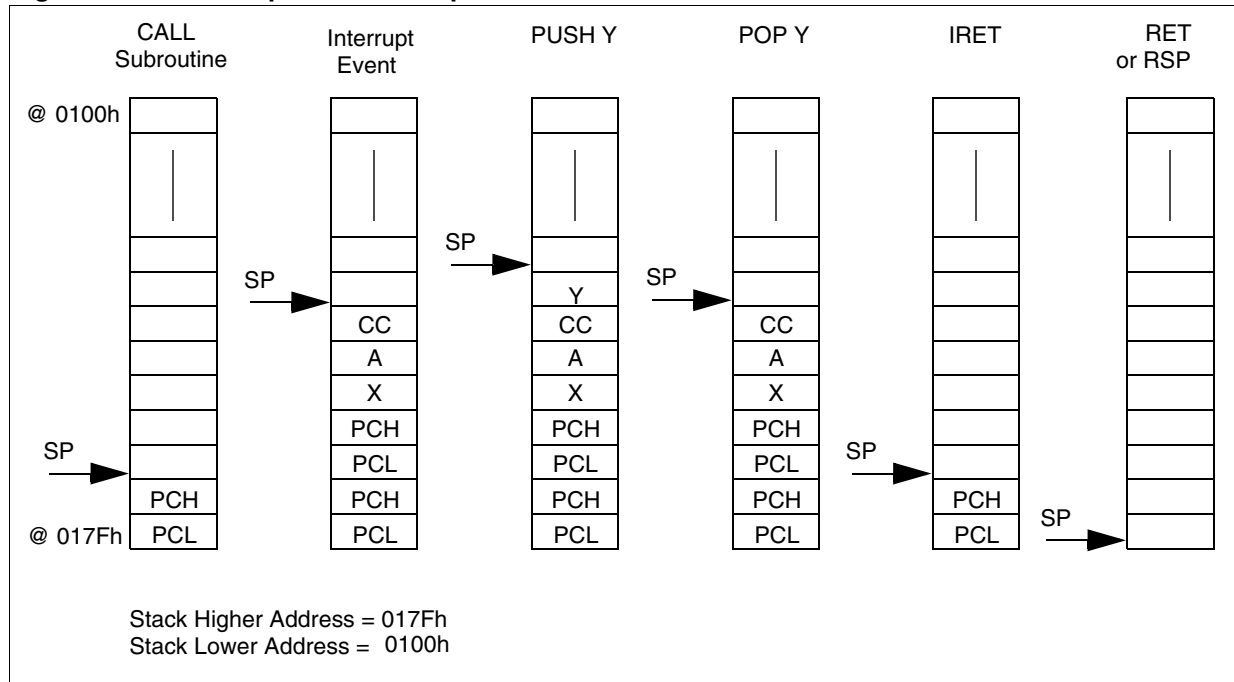 CALL
Subroutine
Interrupt
Event
PUSH Y
POP Y
IRET
RET
or RSP
@ 0100h
SP
SP
SP
Y
CC
CC
CC
A
A
A
X
X
X
PCH
PCH
PCH
SP
SP
PCL
PCL
PCL
PCH
PCH
PCH
PCH
PCH
SP
@ 017Fh
PCL
PCL
PCL
PCL
PCL
Stack Higher Address = 017Fh
Stack Lower Address = 0100h